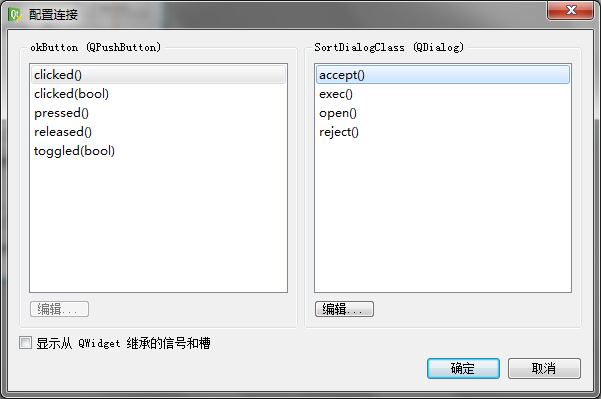 配置连接
okButton (QPushButton)
clicked()
clicked(bool)
pressed()
released()
toggled(bool)
编辑...
SortDialogClass (QDialog)
accept()
exec()
open()
reject()
编辑...
显示从 QWidget 继承的信号和槽
确定
取消